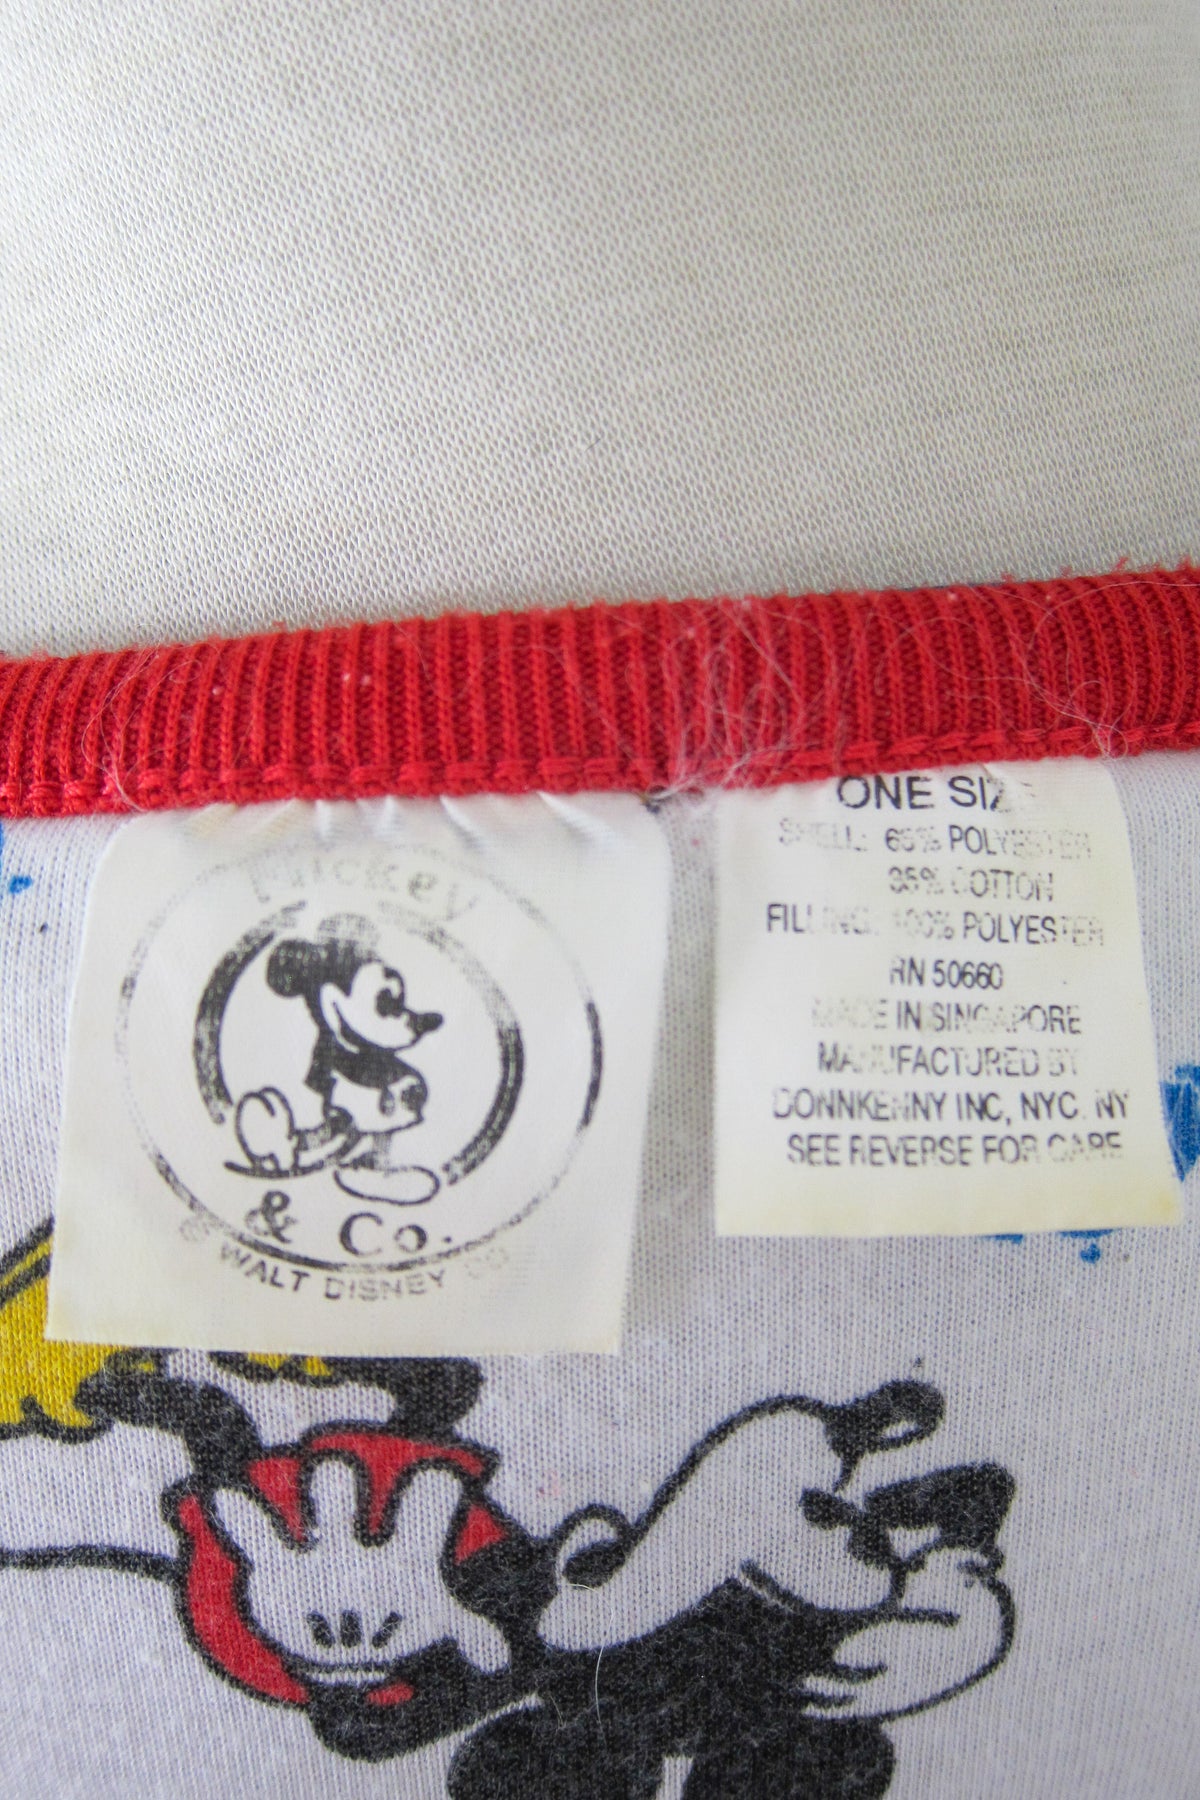 Mickey
& Co.
© WALT DISNEY CO
ONE SIZE
SHELL: 65% POLYESTER
35% COTTON
FILLING: 100% POLYESTER
RN 50660
MADE IN SINGAPORE
MANUFACTURED BY
DONNKENNY INC, NYC. NY
SEE REVERSE FOR CARE